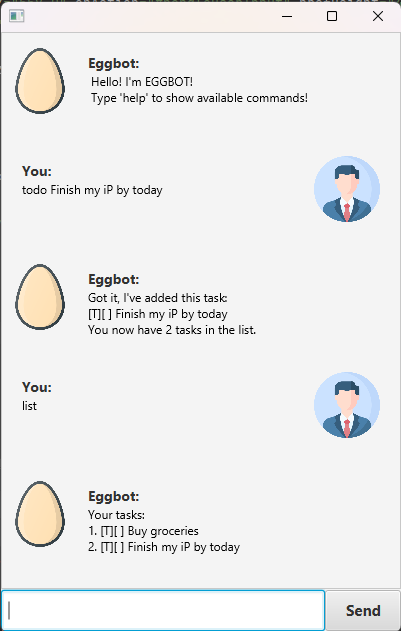 Eggbot:
Hello! I'm EGGBOT!
Type 'help' to show available commands!
You:
todo Finish my iP by today
Eggbot:
Got it, I've added this task:
[T][ ] Finish my iP by today
You now have 2 tasks in the list.
You:
list
Eggbot:
Your tasks:
1. [T][ ] Buy groceries
2. [T][ ] Finish my iP by today
Send